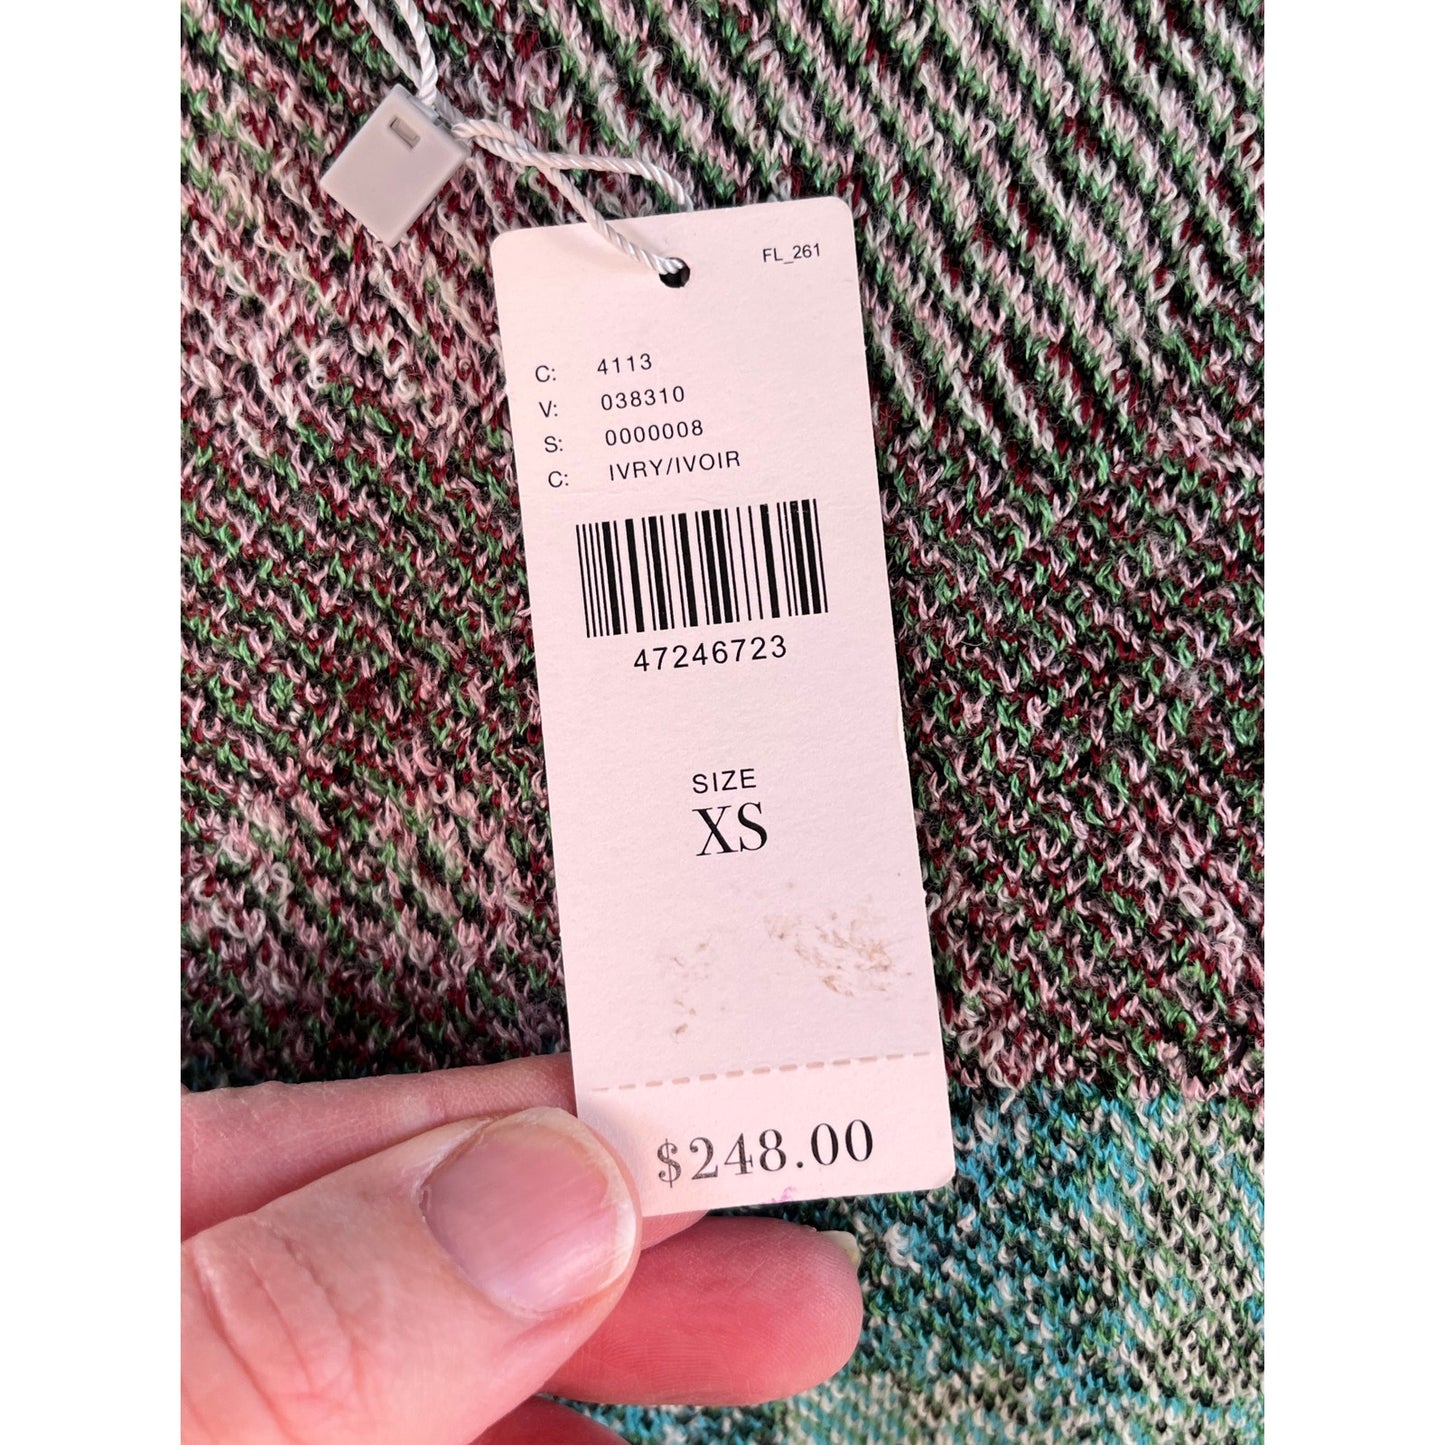 FL_261
C: 4113
V: 038310
S: 0000008
C: IVRY/IVOIR
47246723
SIZE
XS
$248.00